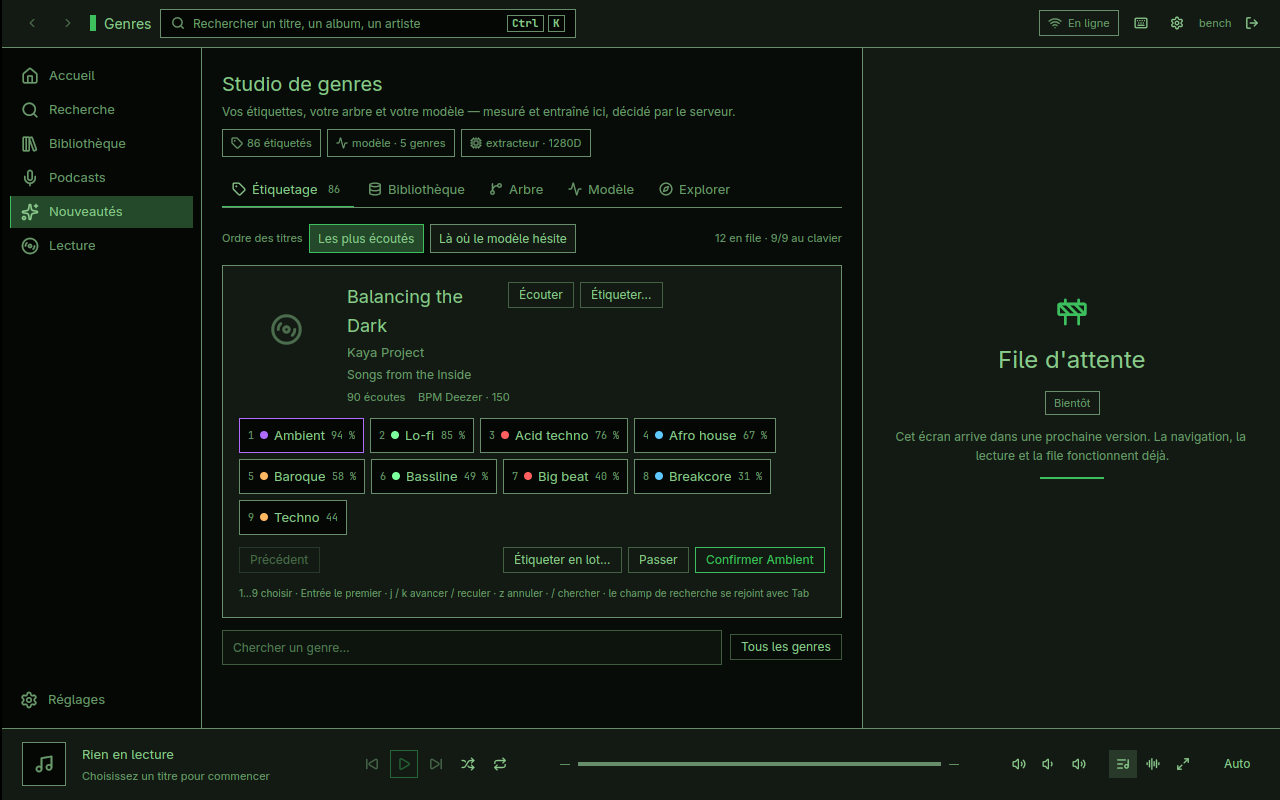 Genres
Rechercher un titre, un album, un artiste
Ctrl K
En ligne
bench
Accueil
Recherche
Bibliothèque
Podcasts
Nouveautés
Lecture
Réglages
Studio de genres
Vos étiquettes, votre arbre et votre modèle — mesuré et entraîné ici, décidé par le serveur.
86 étiquetés
modèle · 5 genres
extracteur · 1280D
Étiquetage 86
Bibliothèque
Arbre
Modèle
Explorer
Ordre des titres
Les plus écoutés
Là où le modèle hésite
12 en file · 9/9 au clavier
Balancing the
Dark
Kaya Project
Songs from the Inside
90 écoutes BPM Deezer · 150
Écouter
Étiqueter...
1 Ambient 94 %
2 Lo-fi 85 %
3 Acid techno 76 %
4 Afro house 67 %
5 Baroque 58 %
6 Bassline 49 %
7 Big beat 40 %
8 Breakcore 31 %
9 Techno 44
Précédent
Étiqueter en lot...
Passer
Confirmer Ambient
1...9 choisir · Entrée le premier · j / k avancer / reculer · z annuler · / chercher · le champ de recherche se rejoint avec Tab
Chercher un genre...
Tous les genres
File d'attente
Bientôt
Cet écran arrive dans une prochaine version. La navigation, la
lecture et la file fonctionnent déjà.
Rien en lecture
Choisissez un titre pour commencer
—
—
Auto